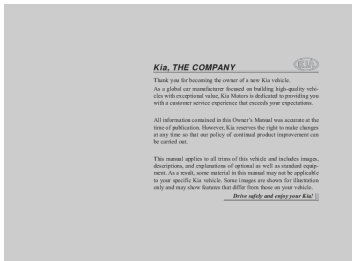 Kia, THE COMPANY
KIA
Thank you for becoming the owner of a new Kia vehicle.
As a global car manufacturer focused on building high-quality vehi-
cles with exceptional value, Kia Motors is dedicated to providing you
with a customer service experience that exceeds your expectations.
All information contained in this Owner's Manual was accurate at the
time of publication. However, Kia reserves the right to make changes
at any time so that our policy of continual product improvement can
be carried out.
This manual applies to all trims of this vehicle and includes images,
descriptions, and explanations of optional as well as standard equip-
ment. As a result, some material in this manual may not be applicable
to your specific Kia vehicle. Some images are shown for illustration
only and may show features that differ from those on your vehicle.
Drive safely and enjoy your Kia!